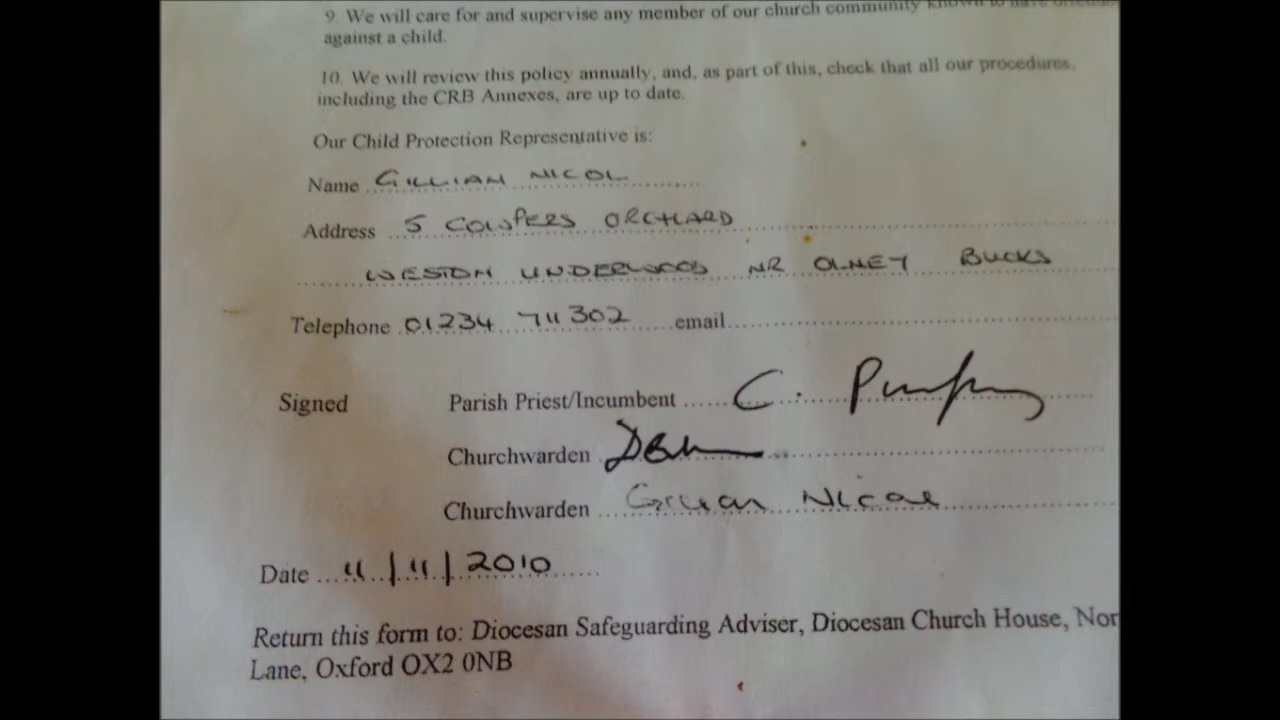 9. We will care for and supervise any member of our church community known to have offended
against a child.
10. We will review this policy annually, and, as part of this, check that all our procedures,
including the CRB Annexes, are up to date.
Our Child Protection Representative is:
Name GILLIAN NICOL
Address 5 COWPERS ORCHARD
WESTON UNDERWOOD NR OLNEY BUCKS
Telephone 01234 711302 email
Signed Parish Priest/Incumbent C.
Churchwarden
Churchwarden Gillian Nicol
Date 11/11/2010
Return this form to: Diocesan Safeguarding Adviser, Diocesan Church House, Nor
Lane, Oxford OX2 0NB